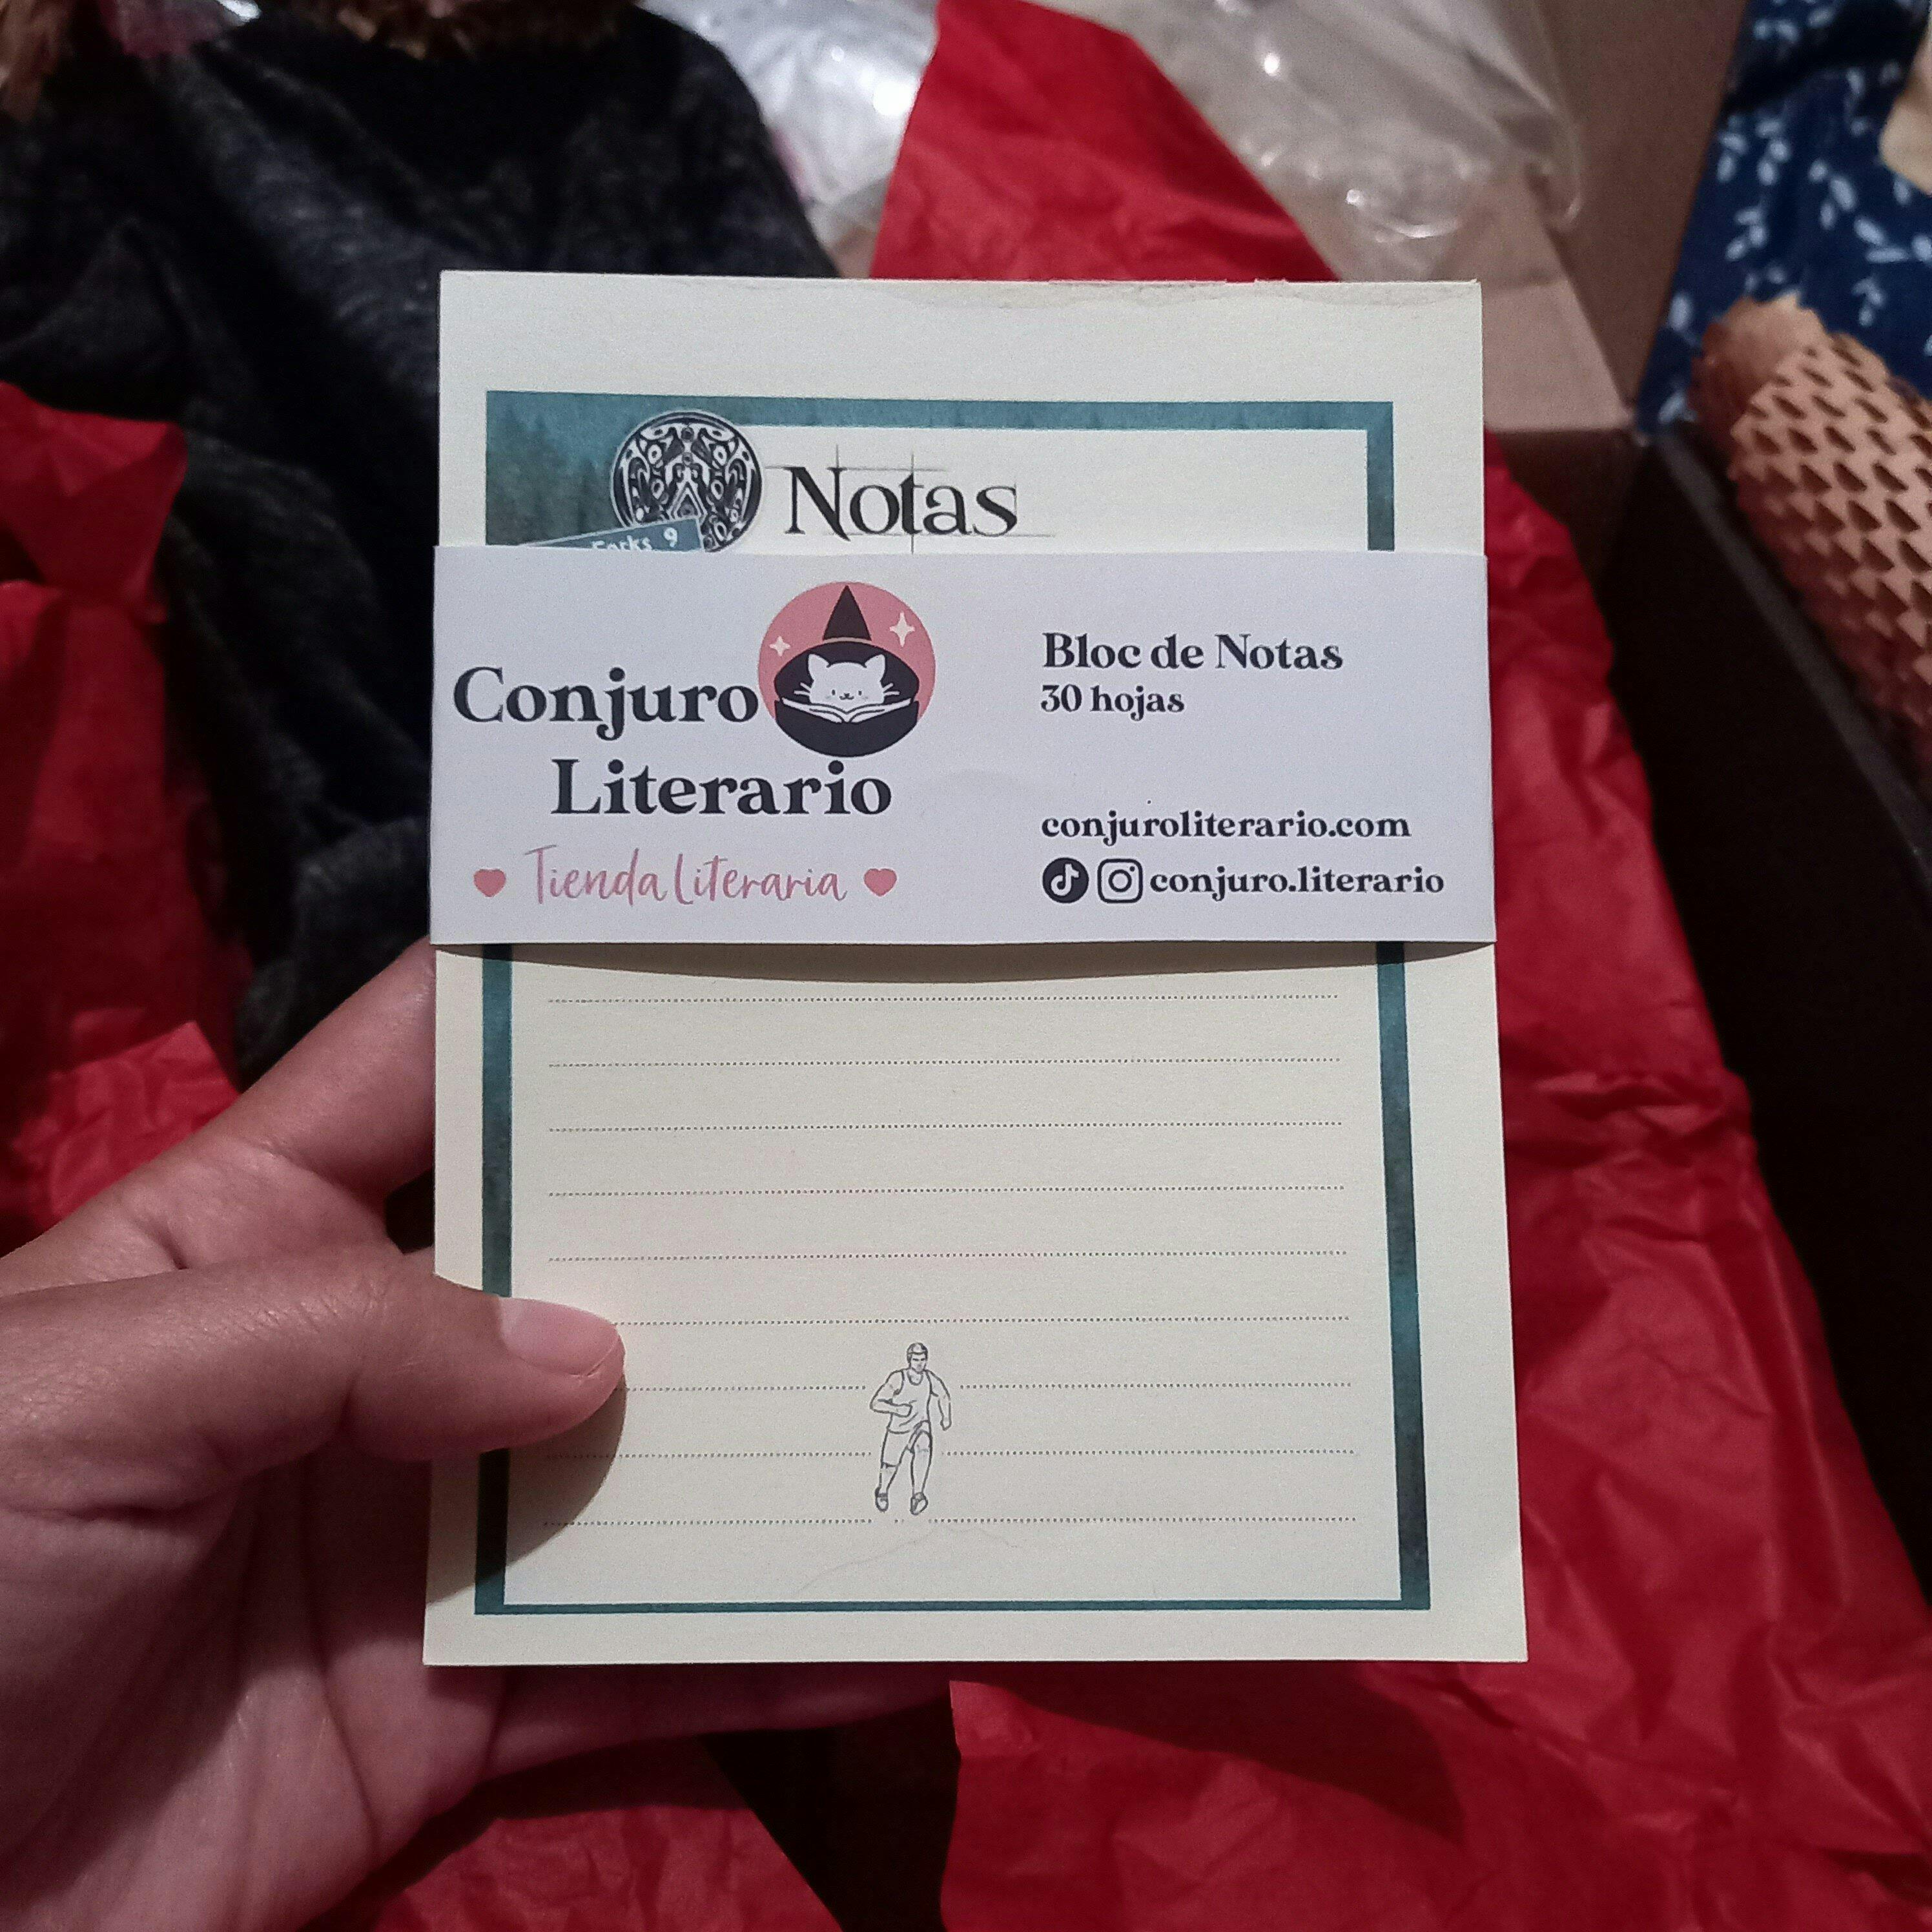 Notas
Forks 9
Conjuro
Literario
Tienda Literaria
Bloc de Notas
30 hojas
conjuroliterario.com
conjuro.literario